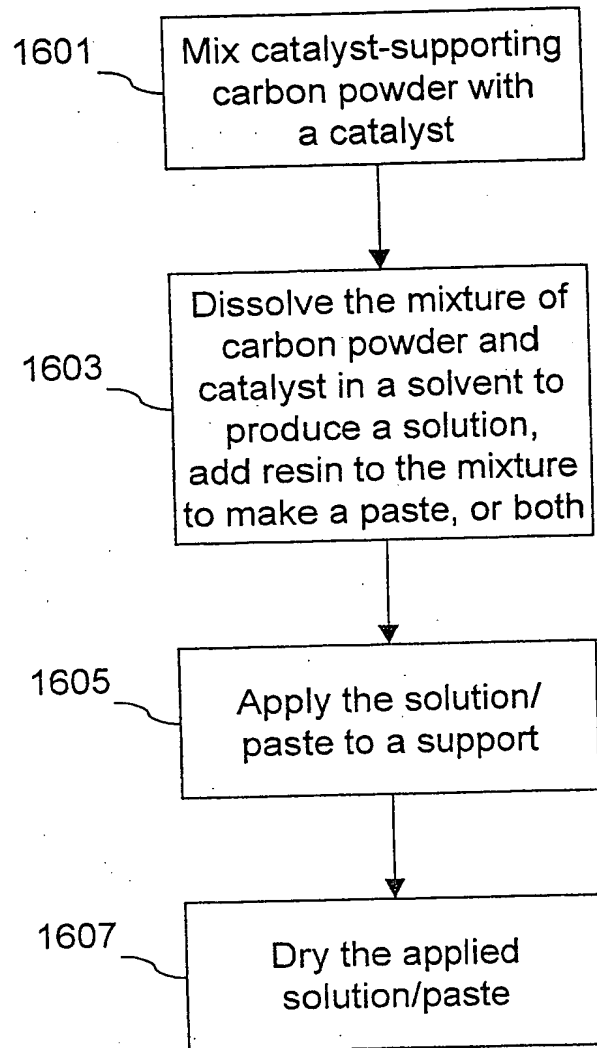 1601
Mix catalyst-supporting
carbon powder with
a catalyst
1603
Dissolve the mixture of
carbon powder and
catalyst in a solvent to
produce a solution,
add resin to the mixture
to make a paste, or both
1605
Apply the solution/
paste to a support
1607
Dry the applied
solution/paste